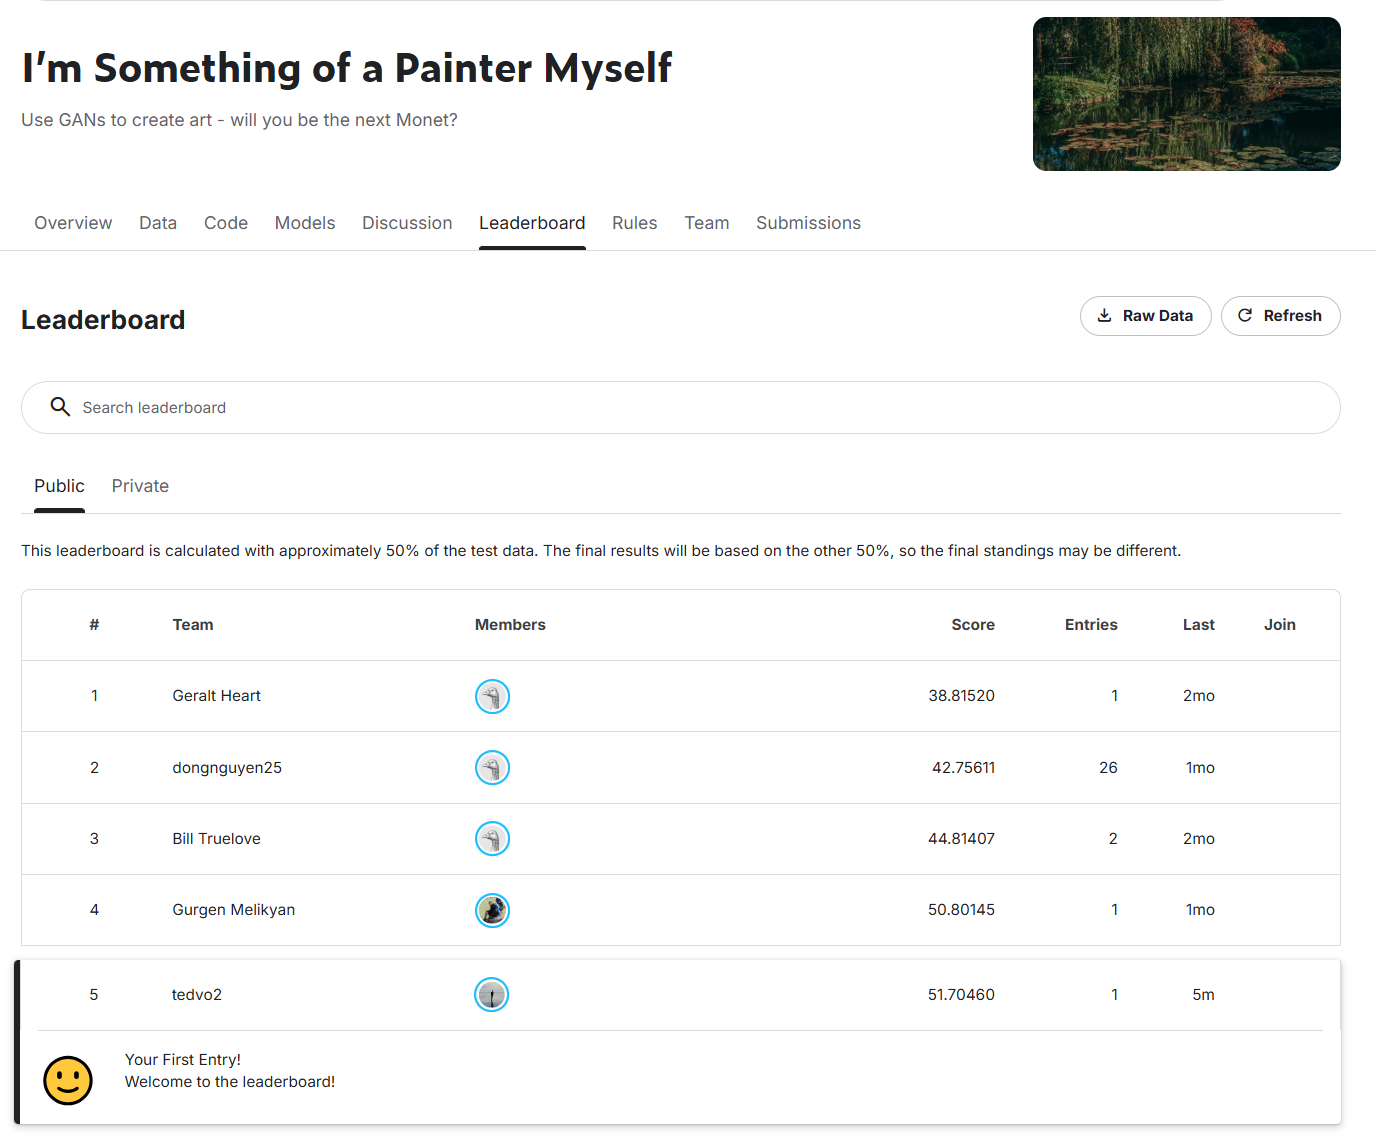 I'm Something of a Painter Myself
Use GANs to create art - will you be the next Monet?
Overview Data Code Models Discussion Leaderboard Rules Team Submissions
Leaderboard
Raw Data Refresh
Search leaderboard
Public Private
This leaderboard is calculated with approximately 50% of the test data. The final results will be based on the other 50%, so the final standings may be different.
# Team Members Score Entries Last Join
1 Geralt Heart 38.81520 1 2mo
2 dongnguyen25 42.75611 26 1mo
3 Bill Truelove 44.81407 2 2mo
4 Gurgen Melikyan 50.80145 1 1mo
5 tedvo2 51.70460 1 5m
Your First Entry!
Welcome to the leaderboard!